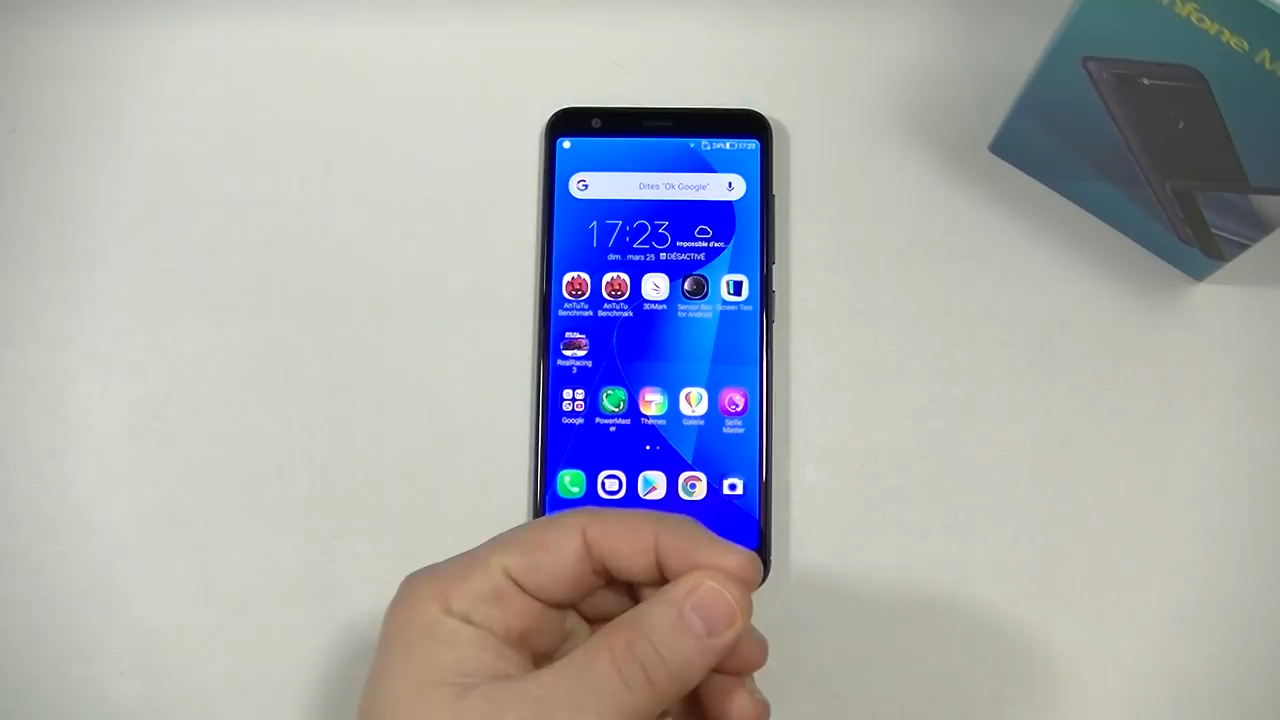 nfone M
24% 17:23
Dites "Ok Google"
17:23
Impossible d'acc...
dim., mars 25 DÉSACTIVÉ
AnTuTu Benchmark
AnTuTu Benchmark
3DMark
Sensor Box for Android
Screen Test
RealRacing 3
Google
PowerMaster
Thèmes
Galerie
Selfie Master